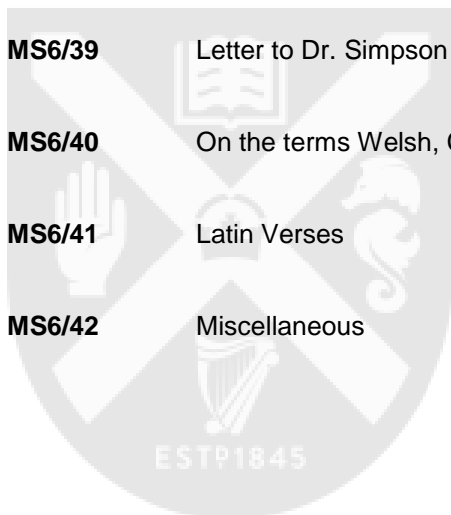 MS6/39 Letter to Dr. Simpson
MS6/40 On the terms Welsh,
MS6/41 Latin Verses
MS6/42 Miscellaneous
ESTD 1845